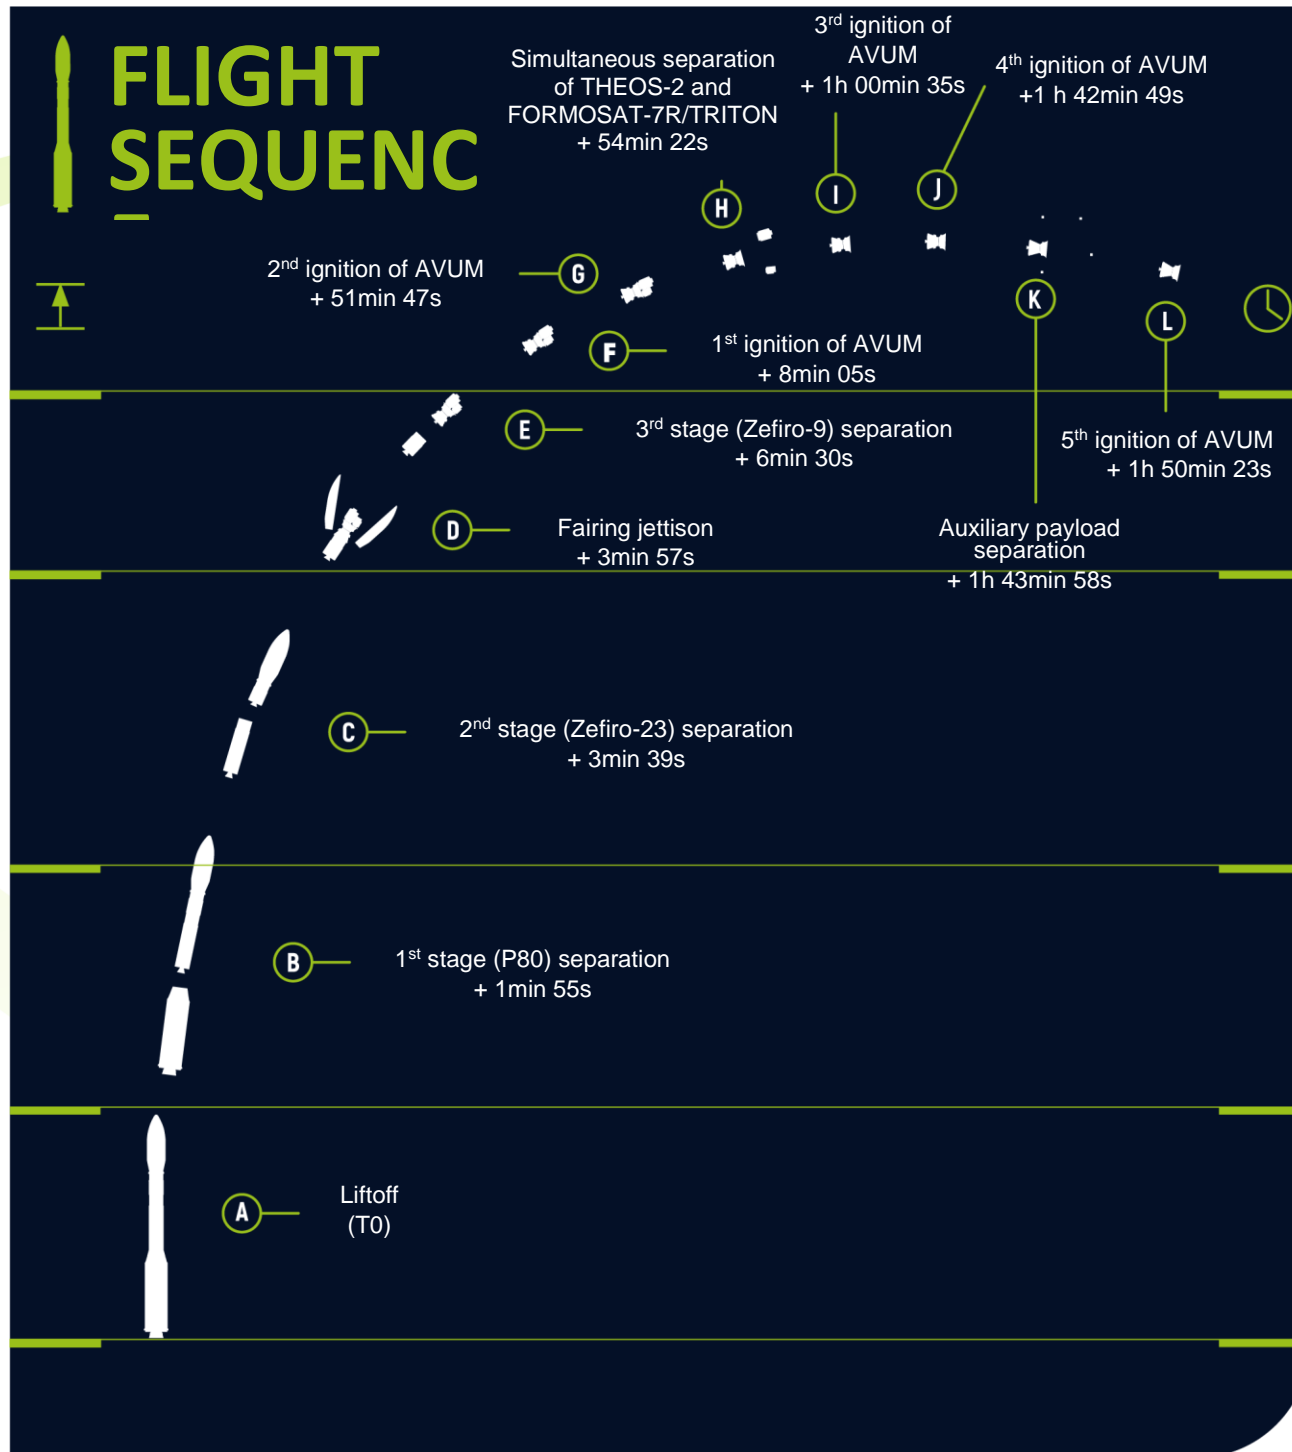 FLIGHT
SEQUENC
Simultaneous separation
of THEOS-2 and
FORMOSAT-7R/TRITON
+ 54min 22s
3rd ignition of
AVUM
+ 1h 00min 35s
4th ignition of AVUM
+1 h 42min 49s
H
I
J
2nd ignition of AVUM
+ 51min 47s
G
K
L
F
1st ignition of AVUM
+ 8min 05s
E
3rd stage (Zefiro-9) separation
+ 6min 30s
5th ignition of AVUM
+ 1h 50min 23s
D
Fairing jettison
+ 3min 57s
Auxiliary payload
separation
+ 1h 43min 58s
C
2nd stage (Zefiro-23) separation
+ 3min 39s
B
1st stage (P80) separation
+ 1min 55s
A
Liftoff
(T0)